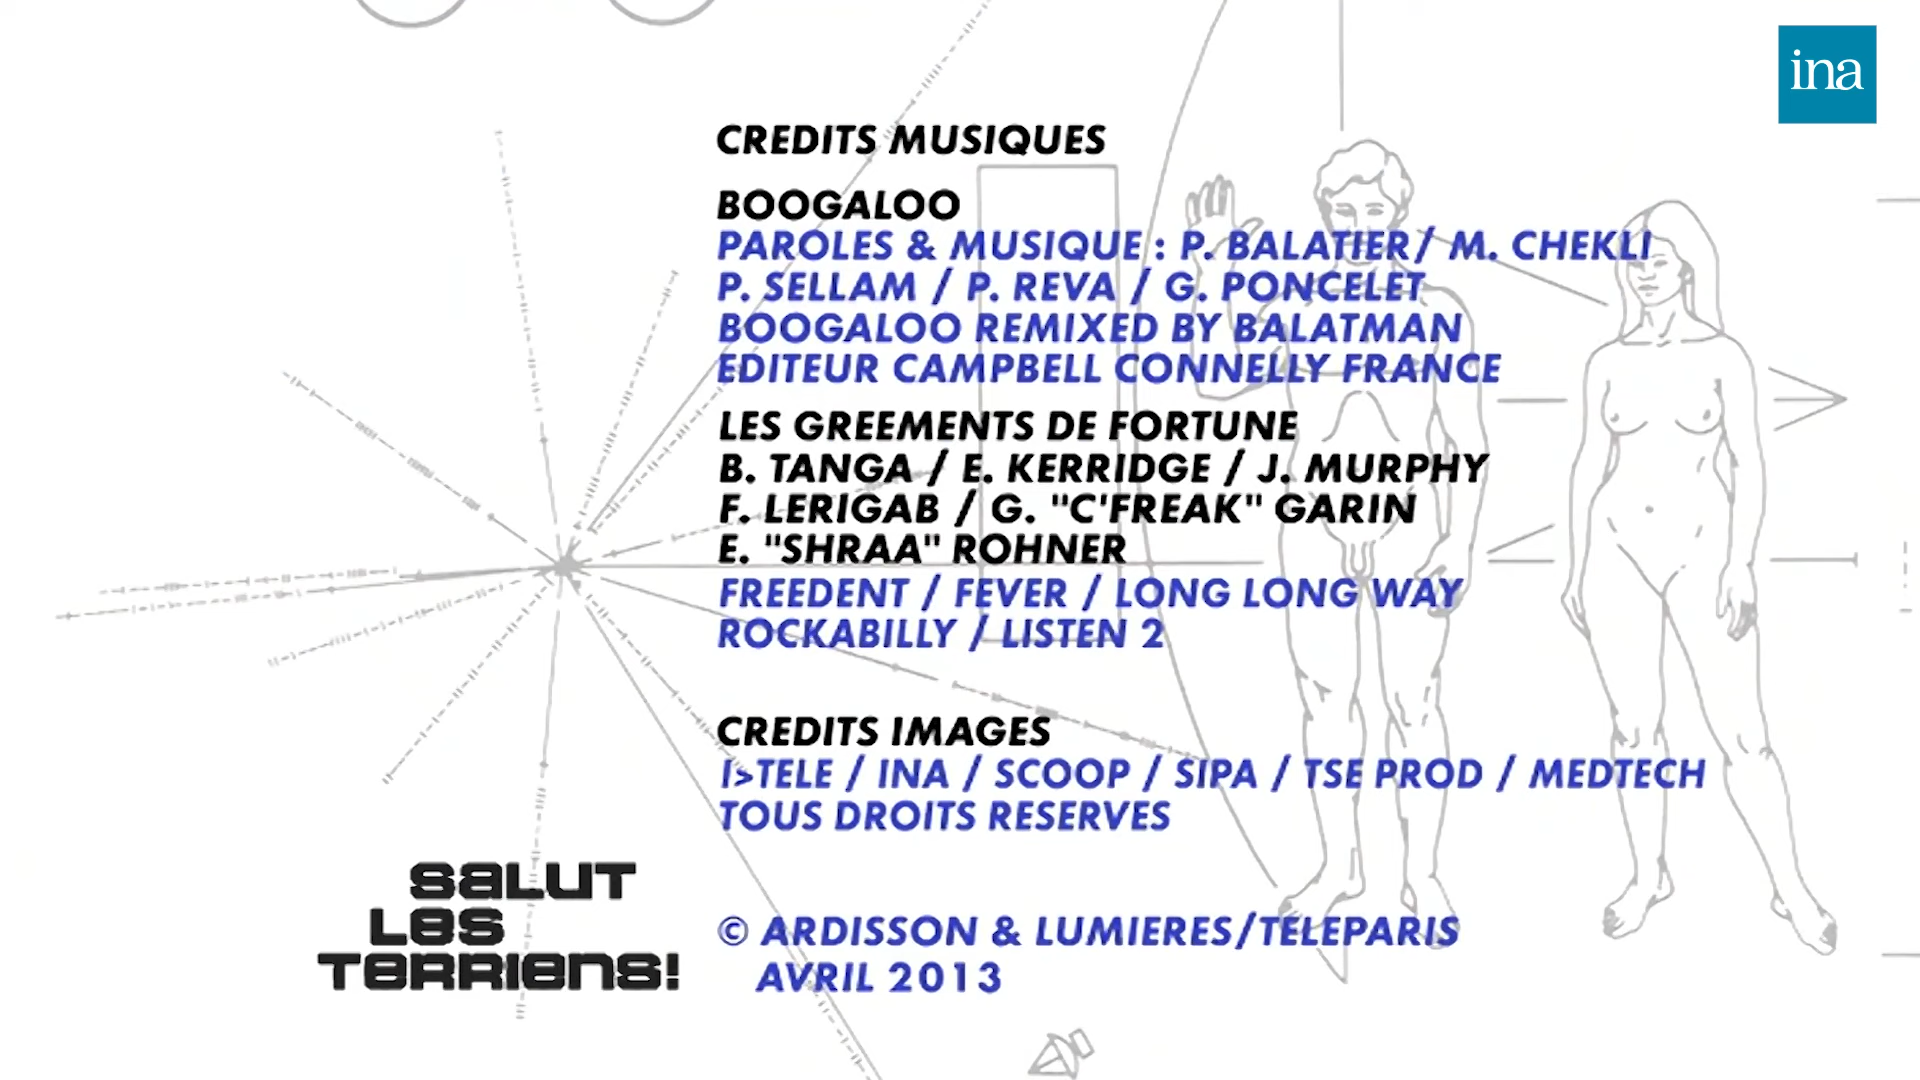 ina
CREDITS MUSIQUES
BOOGALOO
PAROLES & MUSIQUE : P. BALATIER / M. CHEKLI
P. SELLAM / P. REVA / G. PONCELET
BOOGALOO REMIXED BY BALATMAN
EDITEUR CAMPBELL CONNELLY FRANCE
LES GREEMENTS DE FORTUNE
B. TANGA / E. KERRIDGE / J. MURPHY
F. LERIGAB / G. "C'FREAK" GARIN
E. "SHRAA" ROHNER
FREEDENT / FEVER / LONG LONG WAY
ROCKABILLY / LISTEN 2
CREDITS IMAGES
I>TELE / INA / SCOOP / SIPA / TSE PROD / MEDTECH
TOUS DROITS RESERVES
SALUT
LES
TERRIENS!
© ARDISSON & LUMIERES/TELEPARIS
AVRIL 2013